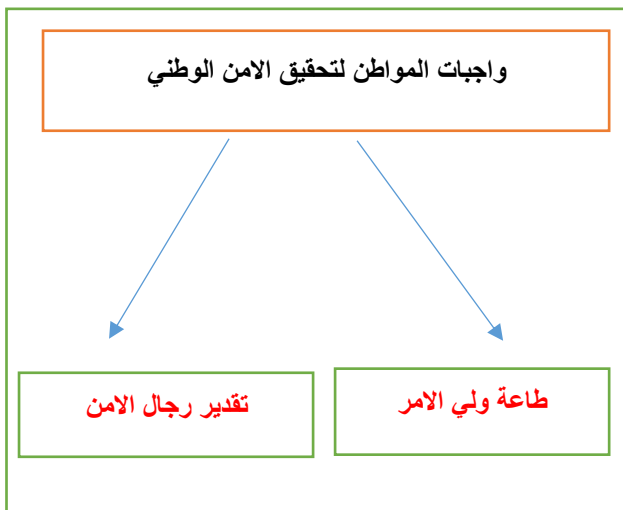 واجبات المواطن لتحقيق الامن الوطني
طاعة ولي الامر
تقدير رجال الامن